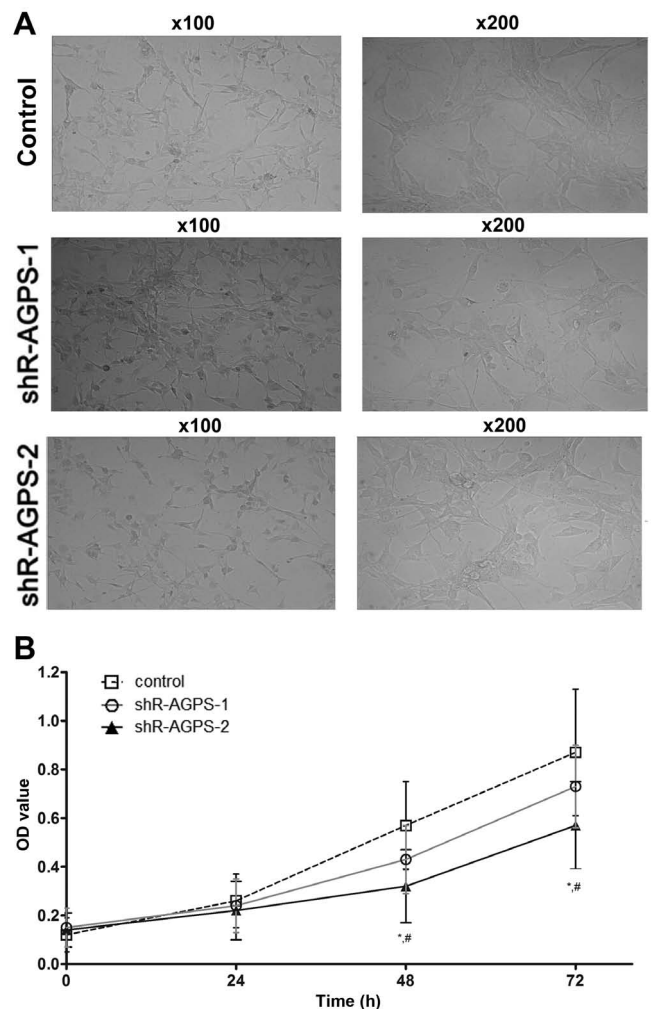 A
x100 x200
Control
x100 x200
shR-AGPS-1
x100 x200
shR-AGPS-2
B
1.2
1.0
0.8
0.6
0.4
0.2
0.0
OD value
control
shR-AGPS-1
shR-AGPS-2
*,#
*,#
0 24 48 72
Time (h)